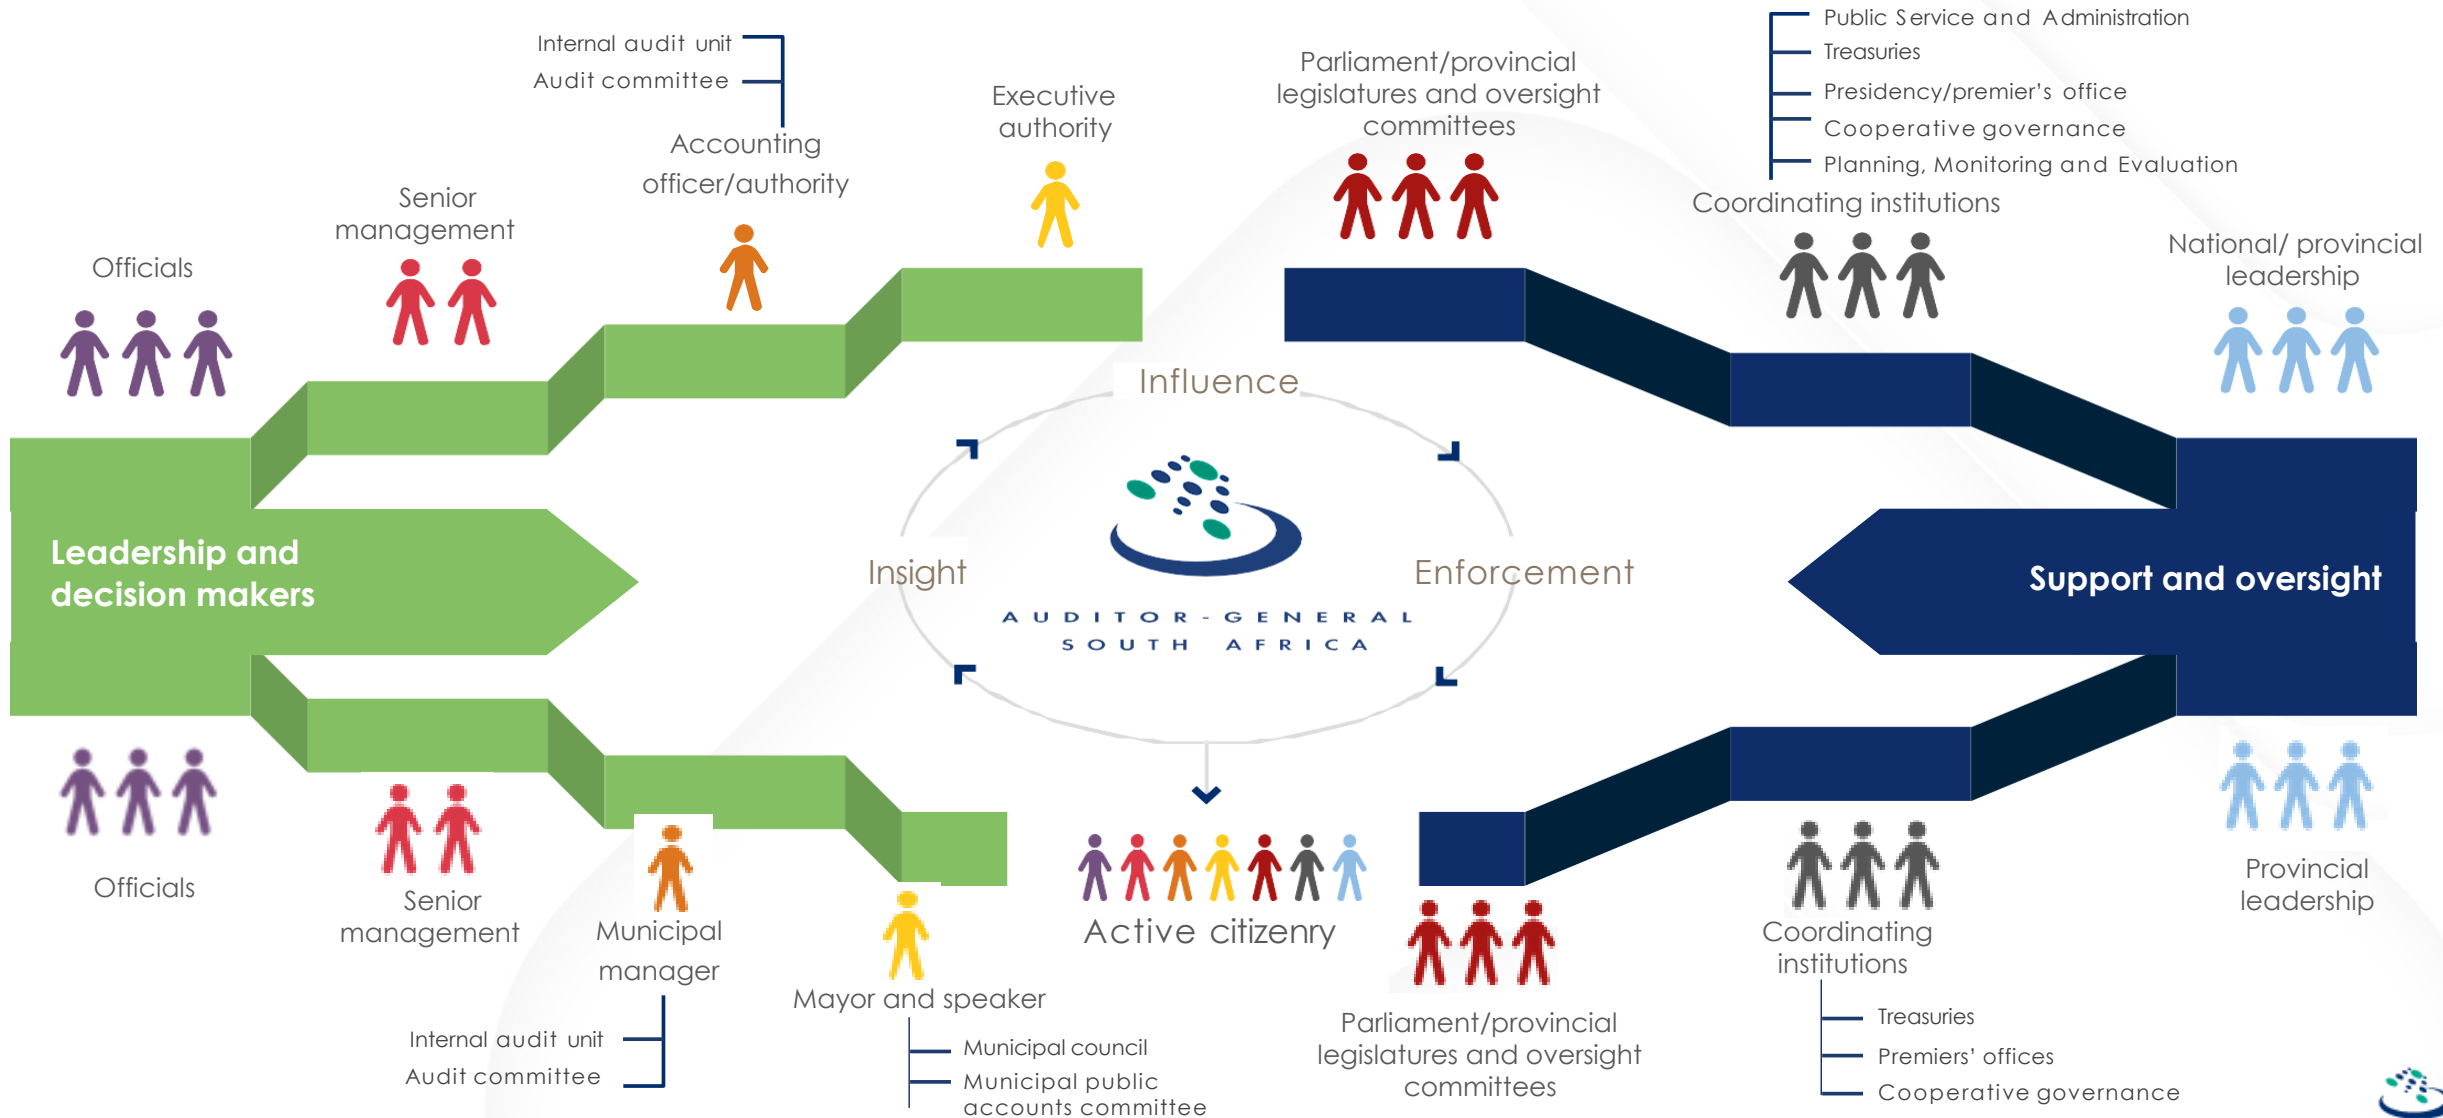 Public Service and Administration
Treasuries
Presidency/premier's office
Cooperative governance
Planning, Monitoring and Evaluation
Coordinating institutions
Internal audit unit
Audit committee
Accounting
officer/authority
Executive
authority
Parliament/provincial
legislatures and oversight
committees
Senior
management
Officials
National/ provincial
leadership
Influence
Insight
Enforcement
AUDITOR-GENERAL
SOUTH AFRICA
Leadership and
decision makers
Support and oversight
Officials
Senior
management
Municipal
manager
Internal audit unit
Audit committee
Mayor and speaker
Municipal council
Municipal public
accounts committee
Active citizenry
Parliament/provincial
legislatures and oversight
committees
Coordinating
institutions
Treasuries
Premiers' offices
Cooperative governance
Provincial
leadership